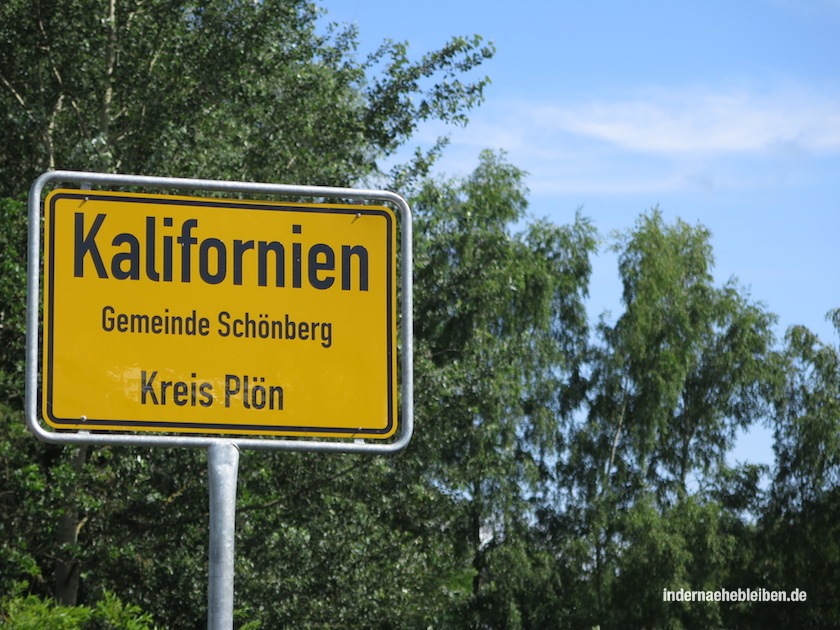 Kalifornien
Gemeinde Schönberg
Kreis Plön
indernaehebleiben.de